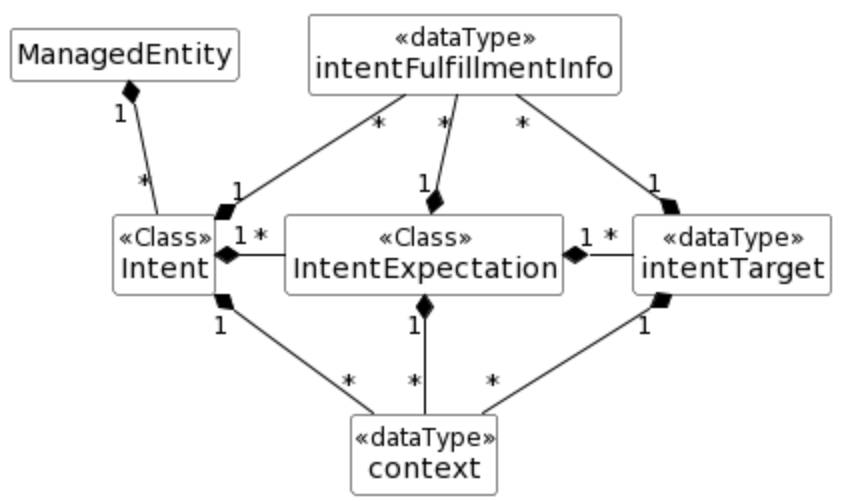 ManagedEntity
«dataType»
intentFulfillmentInfo
1
* * *
*
1 1 1
«Class»
Intent
1 *
«Class»
IntentExpectation
1 *
«dataType»
intentTarget
1 1 1
* * *
«dataType»
context